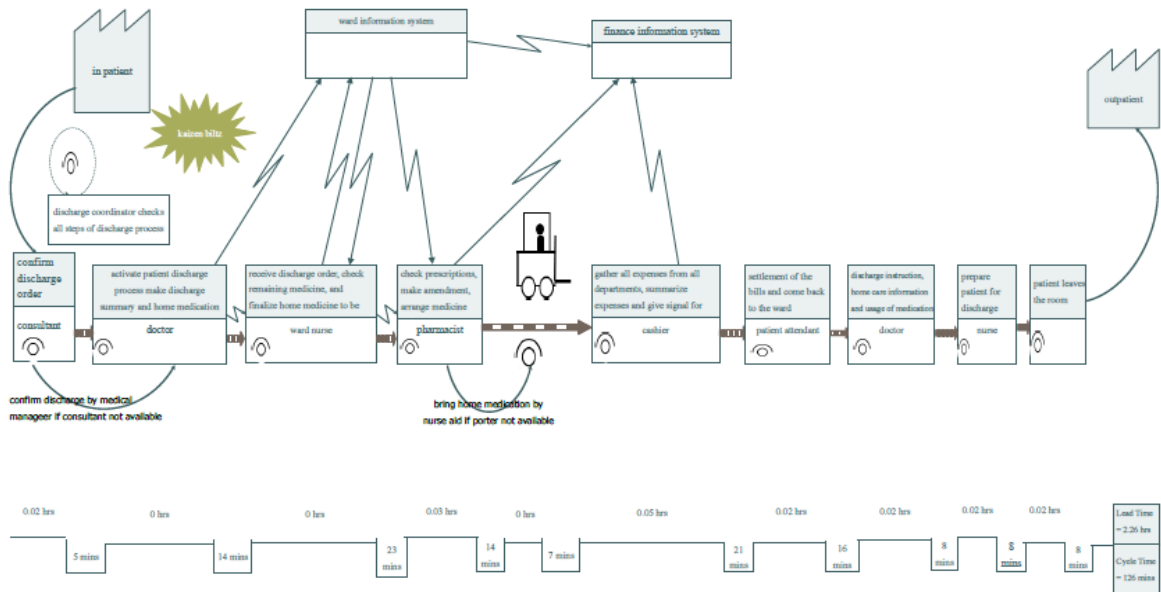 ward information system
finance information system
in patient
outpatient
kaizen biltz
discharge coordinator checks
all steps of discharge process
confirm
discharge
order
consultant
activate patient discharge
process make discharge
summary and home medication
doctor
receive discharge order, check
remaining medicine, and
finalize home medicine to be
ward nurse
check prescriptions,
make amendment,
arrange medicine
pharmacist
gather all expenses from all
departments, summarize
expenses and give signal for
cashier
settlement of the
bills and come back
to the ward
patient attendant
discharge instruction,
home care information
and usage of medication
doctor
prepare
patient for
discharge
nurse
patient leaves
the room
confirm discharge by medical
manageer if consultant not available
bring home medication by
nurse aid if porter not available
0.02 hrs
0 hrs
0 hrs
0.03 hrs
0 hrs
0.05 hrs
0.02 hrs
0.02 hrs
0.02 hrs
0.02 hrs
5 mins
14 mins
23
mins
14
mins
7 mins
21
mins
16
mins
8
mins
mins
8
mins
Lead Time
= 2.26 hrs
Cycle Time
= 126 mins